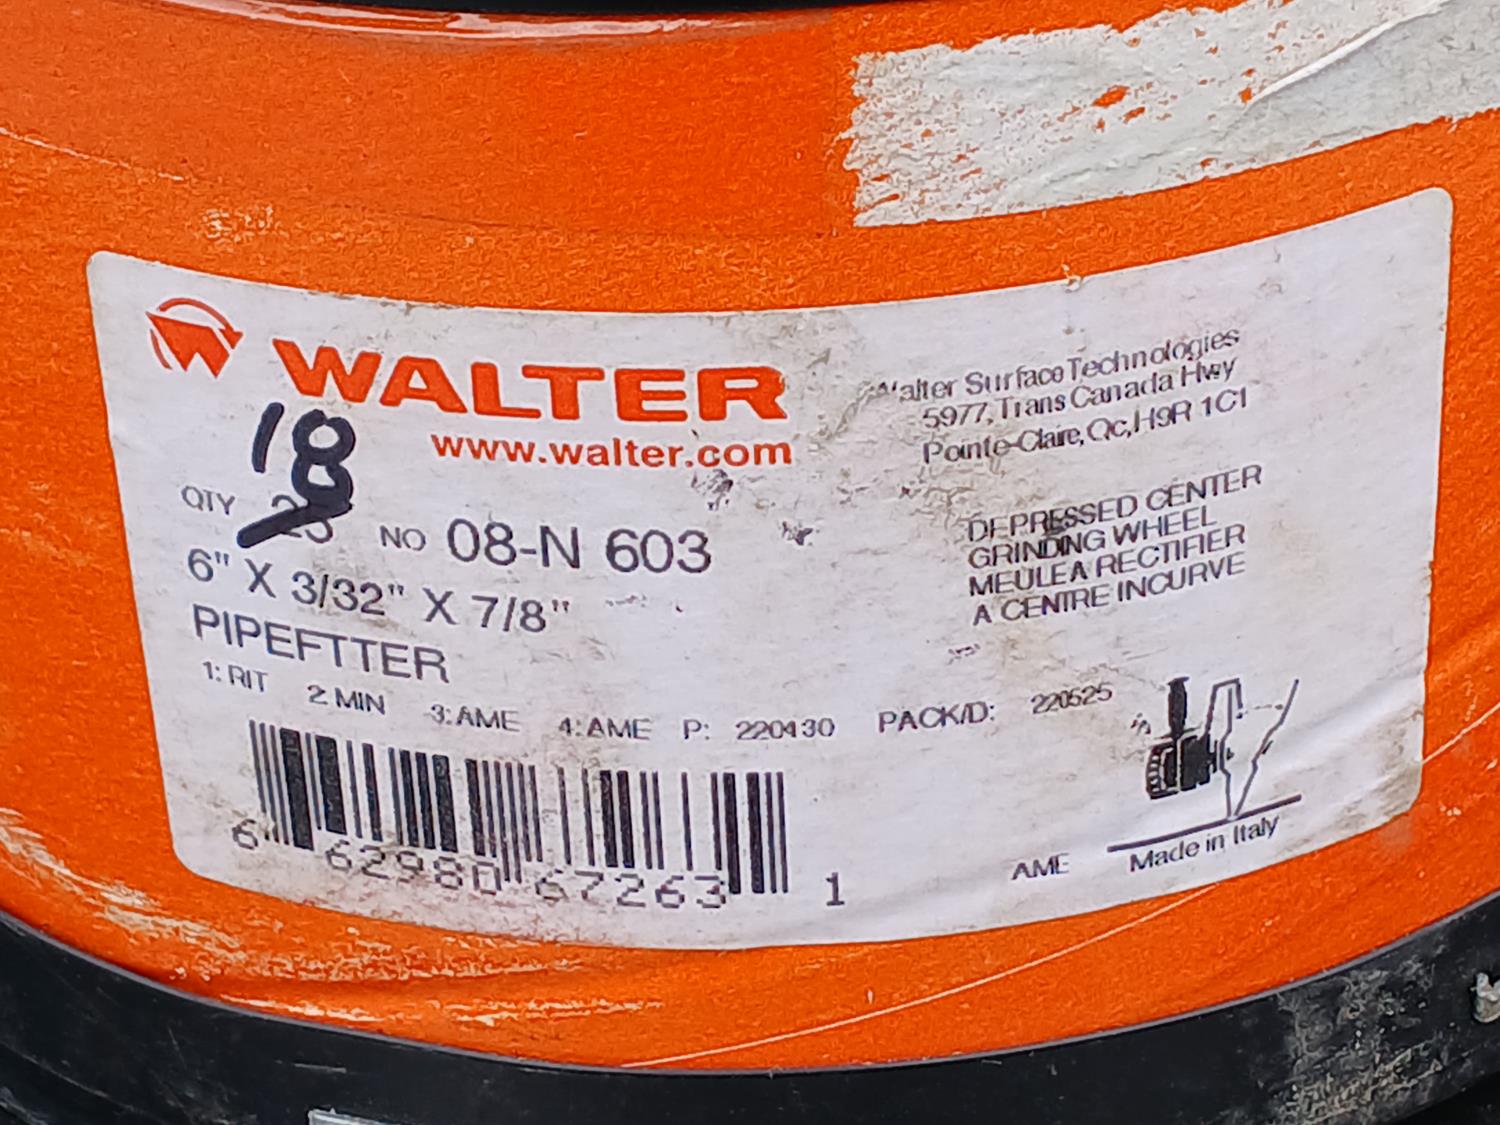 WALTER
www.walter.com
18
QTY 25 NO 08-N 603
6" X 3/32" X 7/8"
PIPEFTTER
1: RIT 2 MIN 3: AME 4: AME P: 220430 PACK/D: 220525
6 62980 67263 1
Walter Surface Technologies
5977, Trans Canada Hwy
Pointe-Claire, Qc, H9R 1C1
DEPRESSED CENTER
GRINDING WHEEL
MEULE A RECTIFIER
A CENTRE INCURVE
AME Made in Italy